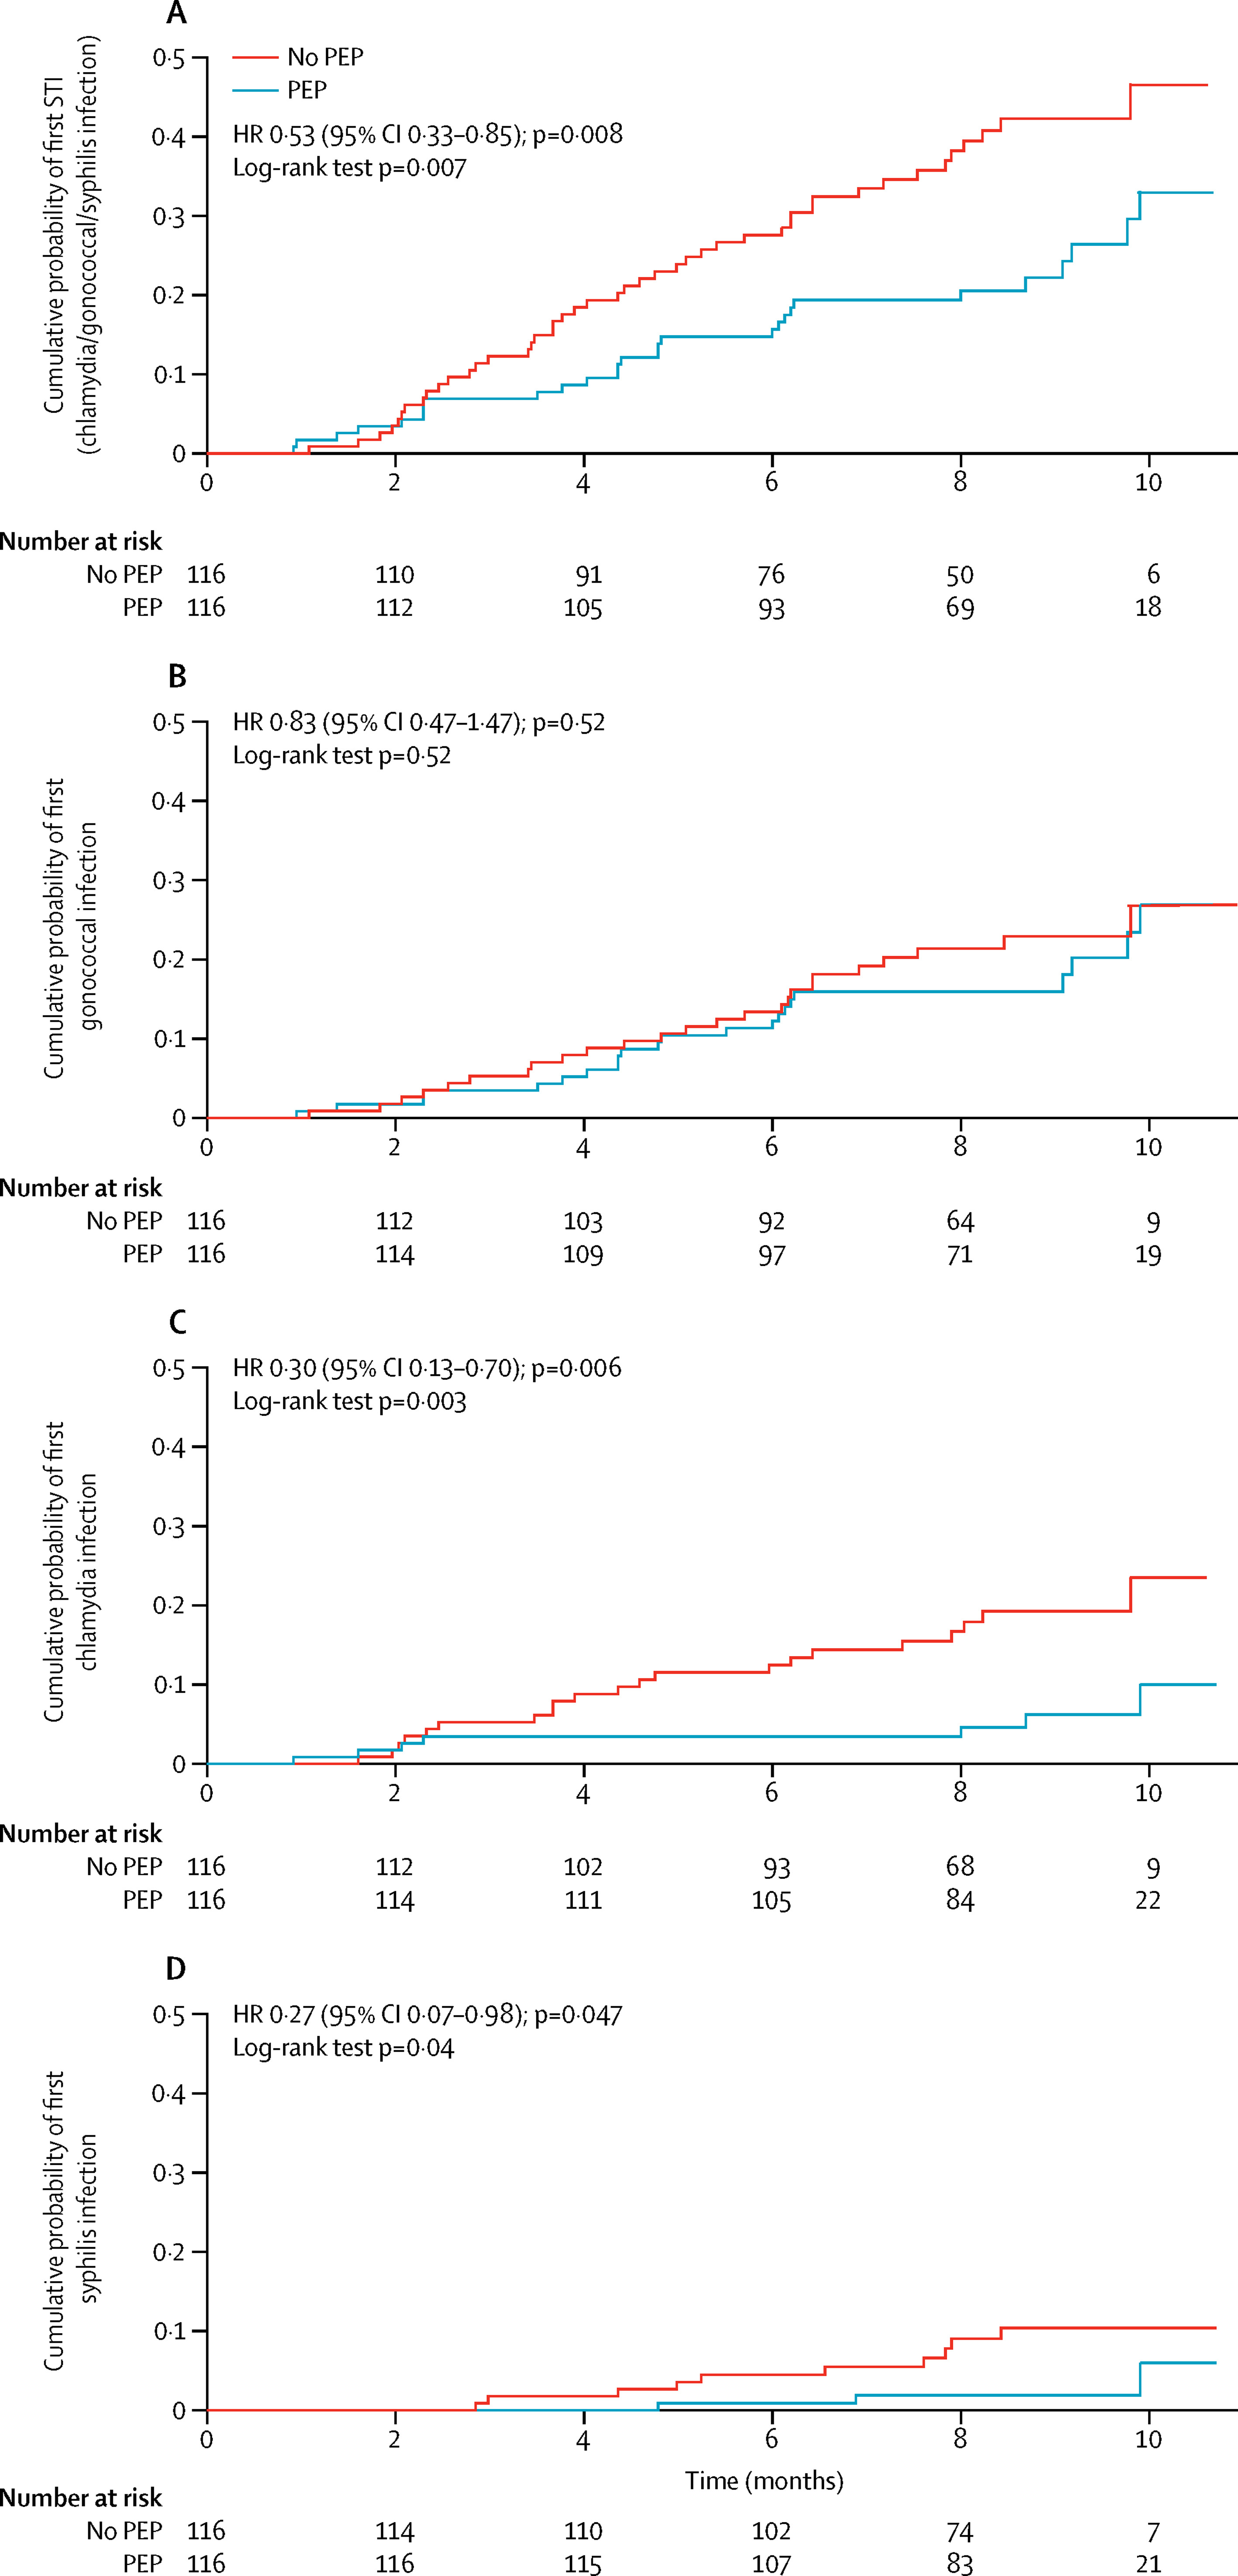 A
Cumulative probability of first STI
(chlamydia/gonococcal/syphilis infection)
0·5
0·4
0·3
0·2
0·1
0
No PEP
PEP
HR 0·53 (95% CI 0·33–0·85); p=0·008
Log-rank test p=0·007
0 2 4 6 8 10
Number at risk
No PEP 116 110 91 76 50 6
PEP 116 112 105 93 69 18
B
Cumulative probability of first
gonococcal infection
0·5
0·4
0·3
0·2
0·1
0
HR 0·83 (95% CI 0·47–1·47); p=0·52
Log-rank test p=0·52
0 2 4 6 8 10
Number at risk
No PEP 116 112 103 92 64 9
PEP 116 114 109 97 71 19
C
Cumulative probability of first
chlamydia infection
0·5
0·4
0·3
0·2
0·1
0
HR 0·30 (95% CI 0·13–0·70); p=0·006
Log-rank test p=0·003
0 2 4 6 8 10
Number at risk
No PEP 116 112 102 93 68 9
PEP 116 114 111 105 84 22
D
Cumulative probability of first
syphilis infection
0·5
0·4
0·3
0·2
0·1
0
HR 0·27 (95% CI 0·07–0·98); p=0·047
Log-rank test p=0·04
0 2 4 6 8 10
Time (months)
Number at risk
No PEP 116 114 110 102 74 7
PEP 116 116 115 107 83 21